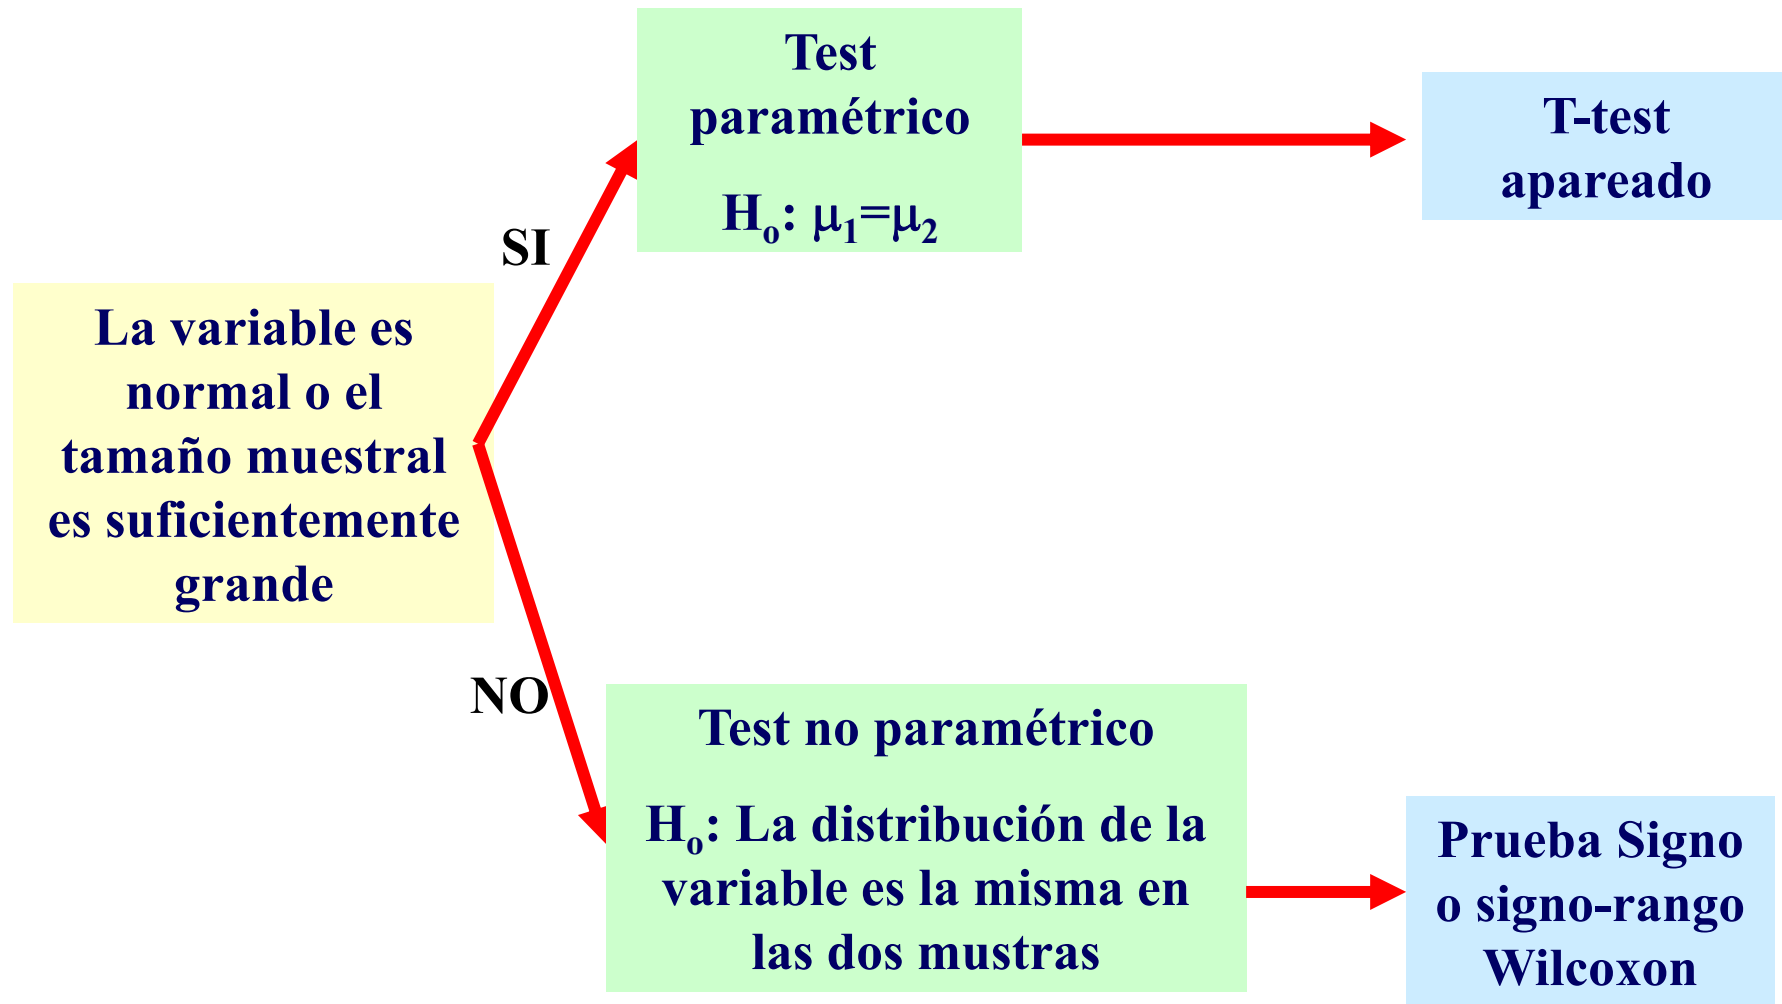 La variable es
normal o el
tamaño muestral
es suficientemente
grande
SI
Test
paramétrico
Ho: μ1=μ2
T-test
apareado
NO
Test no paramétrico
Ho: La distribución de la
variable es la misma en
las dos mustras
Prueba Signo
o signo-rango
Wilcoxon